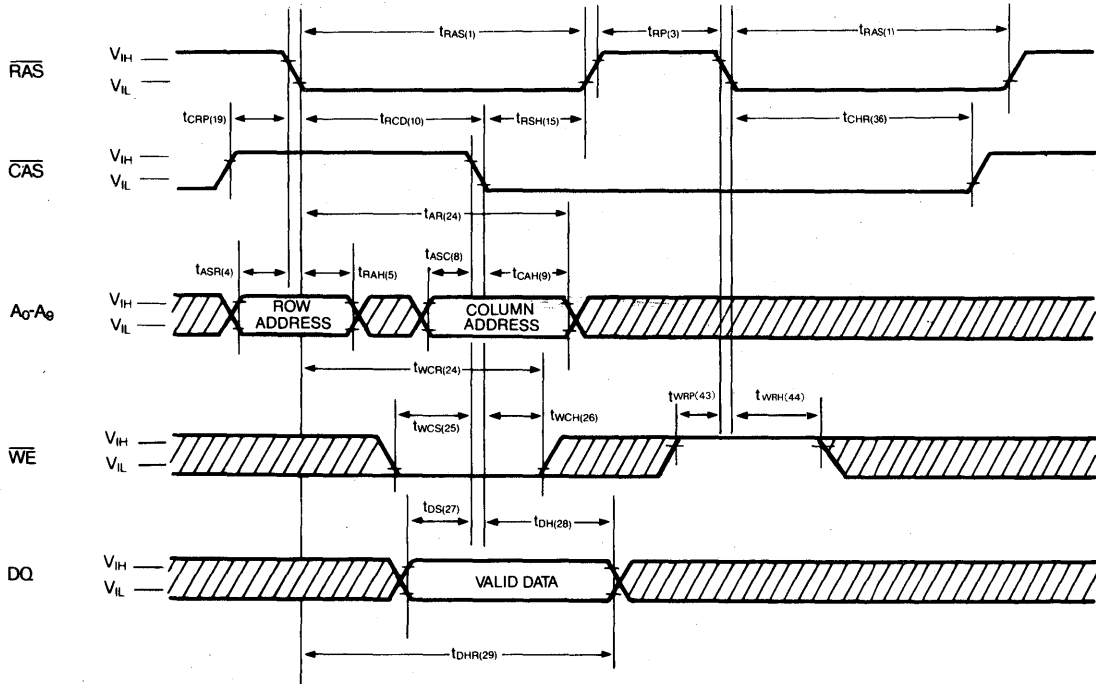 tRAS(1) tRP(3) tRAS(1)
RAS VIH
VIL
tCRP(19) tRCD(10) tRSH(15) tCHR(36)
CAS VIH
VIL
tAR(24)
tASR(4) tRAH(5) tASC(8) tCAH(9)
A0-A9 VIH
VIL
ROW
ADDRESS
COLUMN
ADDRESS
tWCR(24)
tWCS(25) tWCH(26) tWRP(43) tWRH(44)
WE VIH
VIL
tDS(27) tDH(28)
DQ VIH
VIL
VALID DATA
tDHR(29)